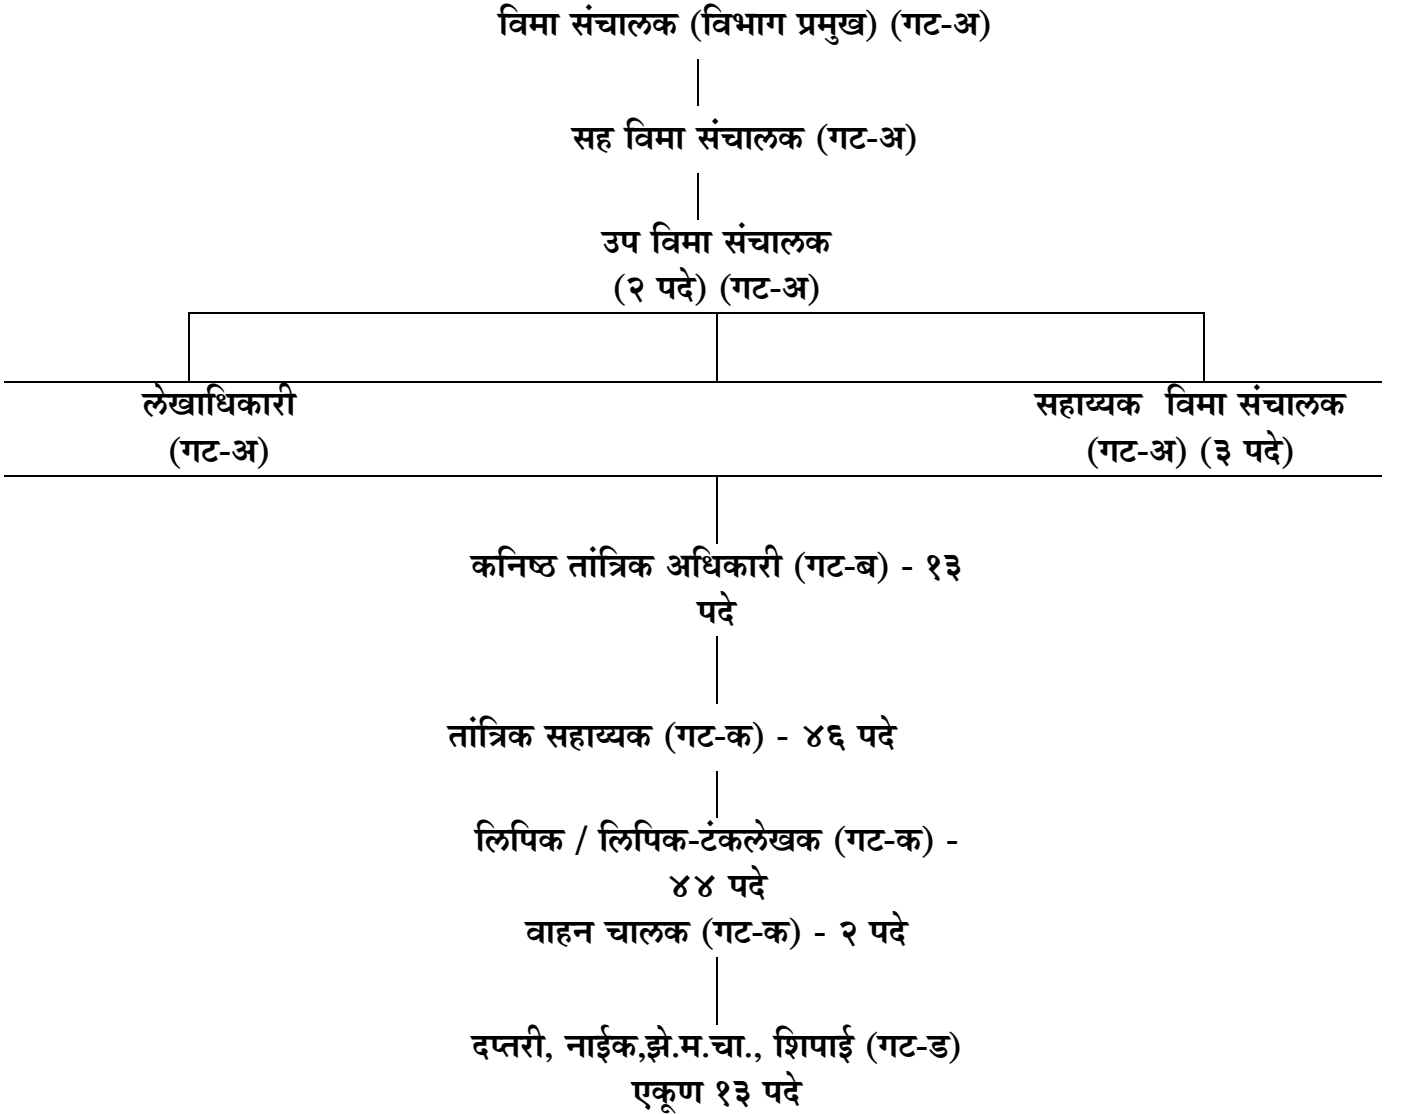 विमा संचालक (विभाग प्रमुख) (गट-अ)
सह विमा संचालक (गट-अ)
उप विमा संचालक
(२ पदे) (गट-अ)
लेखाधिकारी
(गट-अ)
सहाय्यक विमा संचालक
(गट-अ) (३ पदे)
कनिष्ठ तांत्रिक अधिकारी (गट-ब) - १३
पदे
तांत्रिक सहाय्यक (गट-क) - ४६ पदे
लिपिक / लिपिक-टंकलेखक (गट-क) -
४४ पदे
वाहन चालक (गट-क) - २ पदे
दप्तरी, नाईक,झे.म.चा., शिपाई (गट-ड)
एकूण १३ पदे